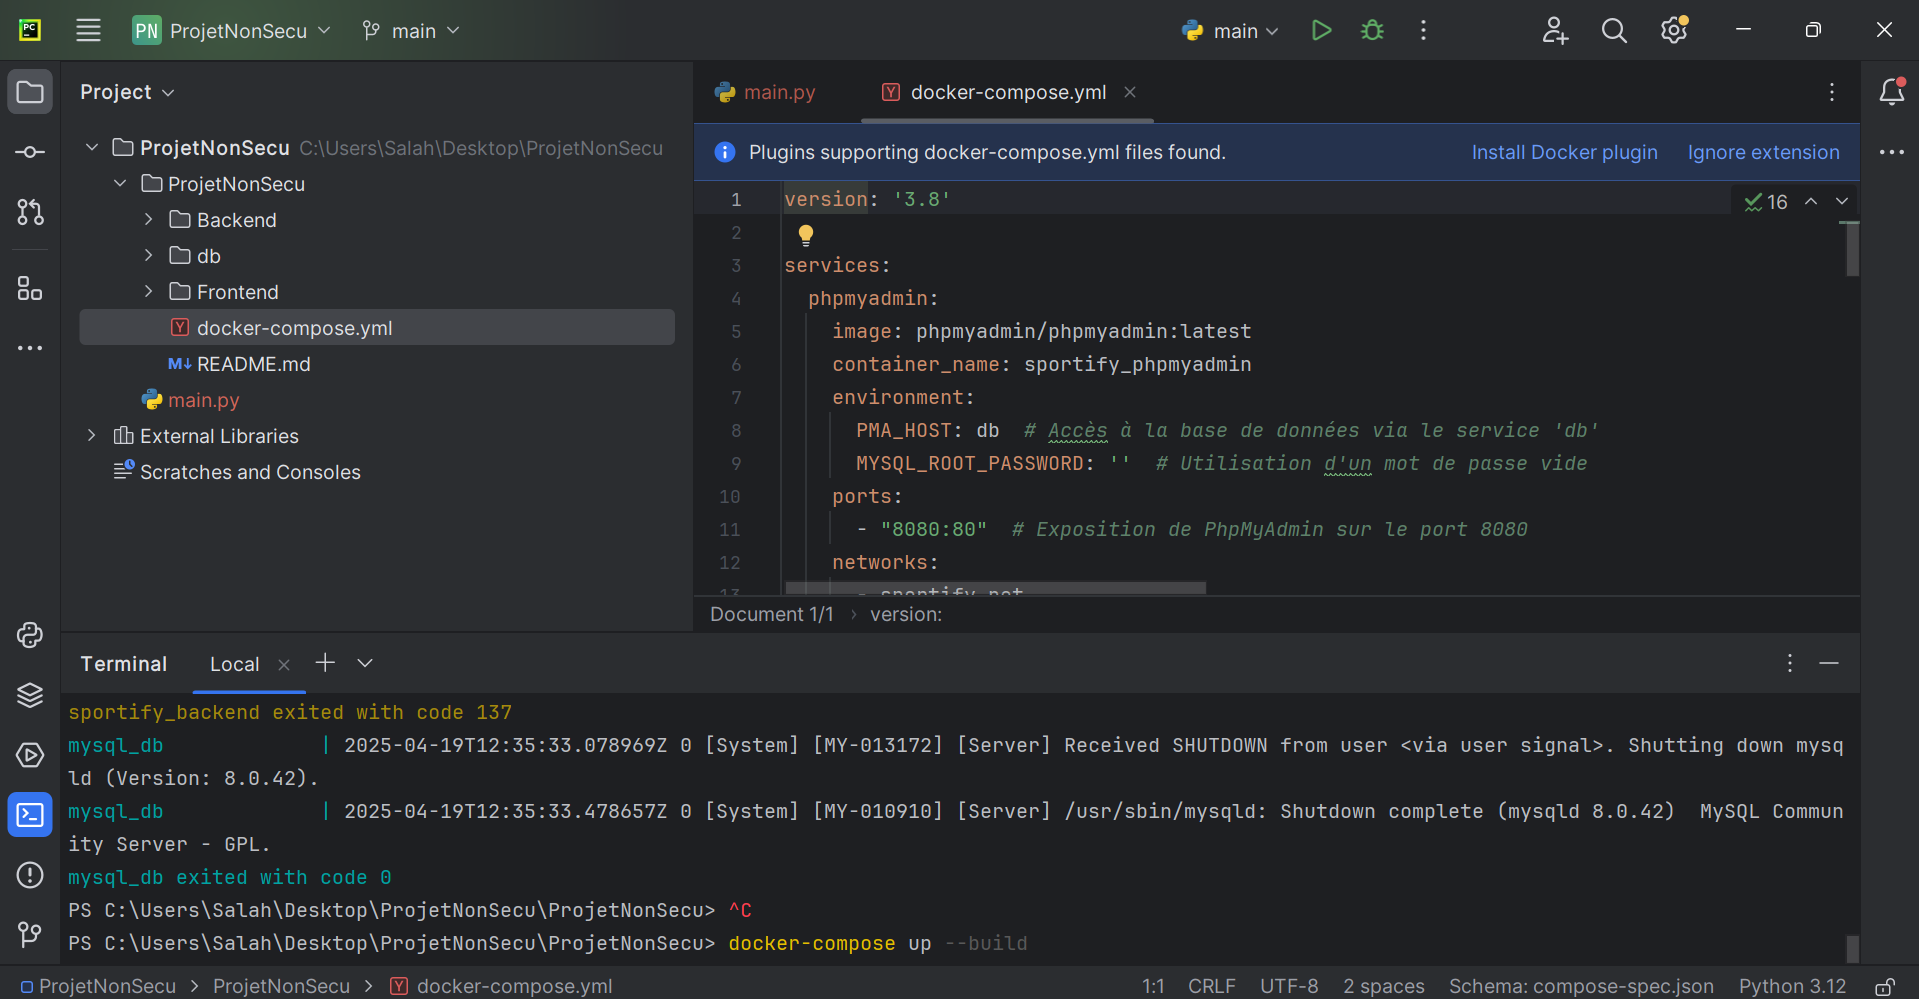 PC
PN ProjetNonSecu main main
Project
main.py docker-compose.yml
ProjetNonSecu C:\Users\Salah\Desktop\ProjetNonSecu
ProjetNonSecu
Backend
db
Frontend
docker-compose.yml
README.md
main.py
External Libraries
Scratches and Consoles
Plugins supporting docker-compose.yml files found. Install Docker plugin Ignore extension
16
1 version: '3.8'
2
3 services:
4 phpmyadmin:
5 image: phpmyadmin/phpmyadmin:latest
6 container_name: sportify_phpmyadmin
7 environment:
8 PMA_HOST: db # Accès à la base de données via le service 'db'
9 MYSQL_ROOT_PASSWORD: '' # Utilisation d'un mot de passe vide
10 ports:
11 - "8080:80" # Exposition de PhpMyAdmin sur le port 8080
12 networks:
13 - sportify_net
Document 1/1 › version:
Terminal Local
sportify_backend exited with code 137
mysql_db | 2025-04-19T12:35:33.078969Z 0 [System] [MY-013172] [Server] Received SHUTDOWN from user <via user signal>. Shutting down mysq
ld (Version: 8.0.42).
mysql_db | 2025-04-19T12:35:33.478657Z 0 [System] [MY-010910] [Server] /usr/sbin/mysqld: Shutdown complete (mysqld 8.0.42) MySQL Commun
ity Server - GPL.
mysql_db exited with code 0
PS C:\Users\Salah\Desktop\ProjetNonSecu\ProjetNonSecu> ^C
PS C:\Users\Salah\Desktop\ProjetNonSecu\ProjetNonSecu> docker-compose up --build
ProjetNonSecu > ProjetNonSecu > docker-compose.yml 1:1 CRLF UTF-8 2 spaces Schema: compose-spec.json Python 3.12